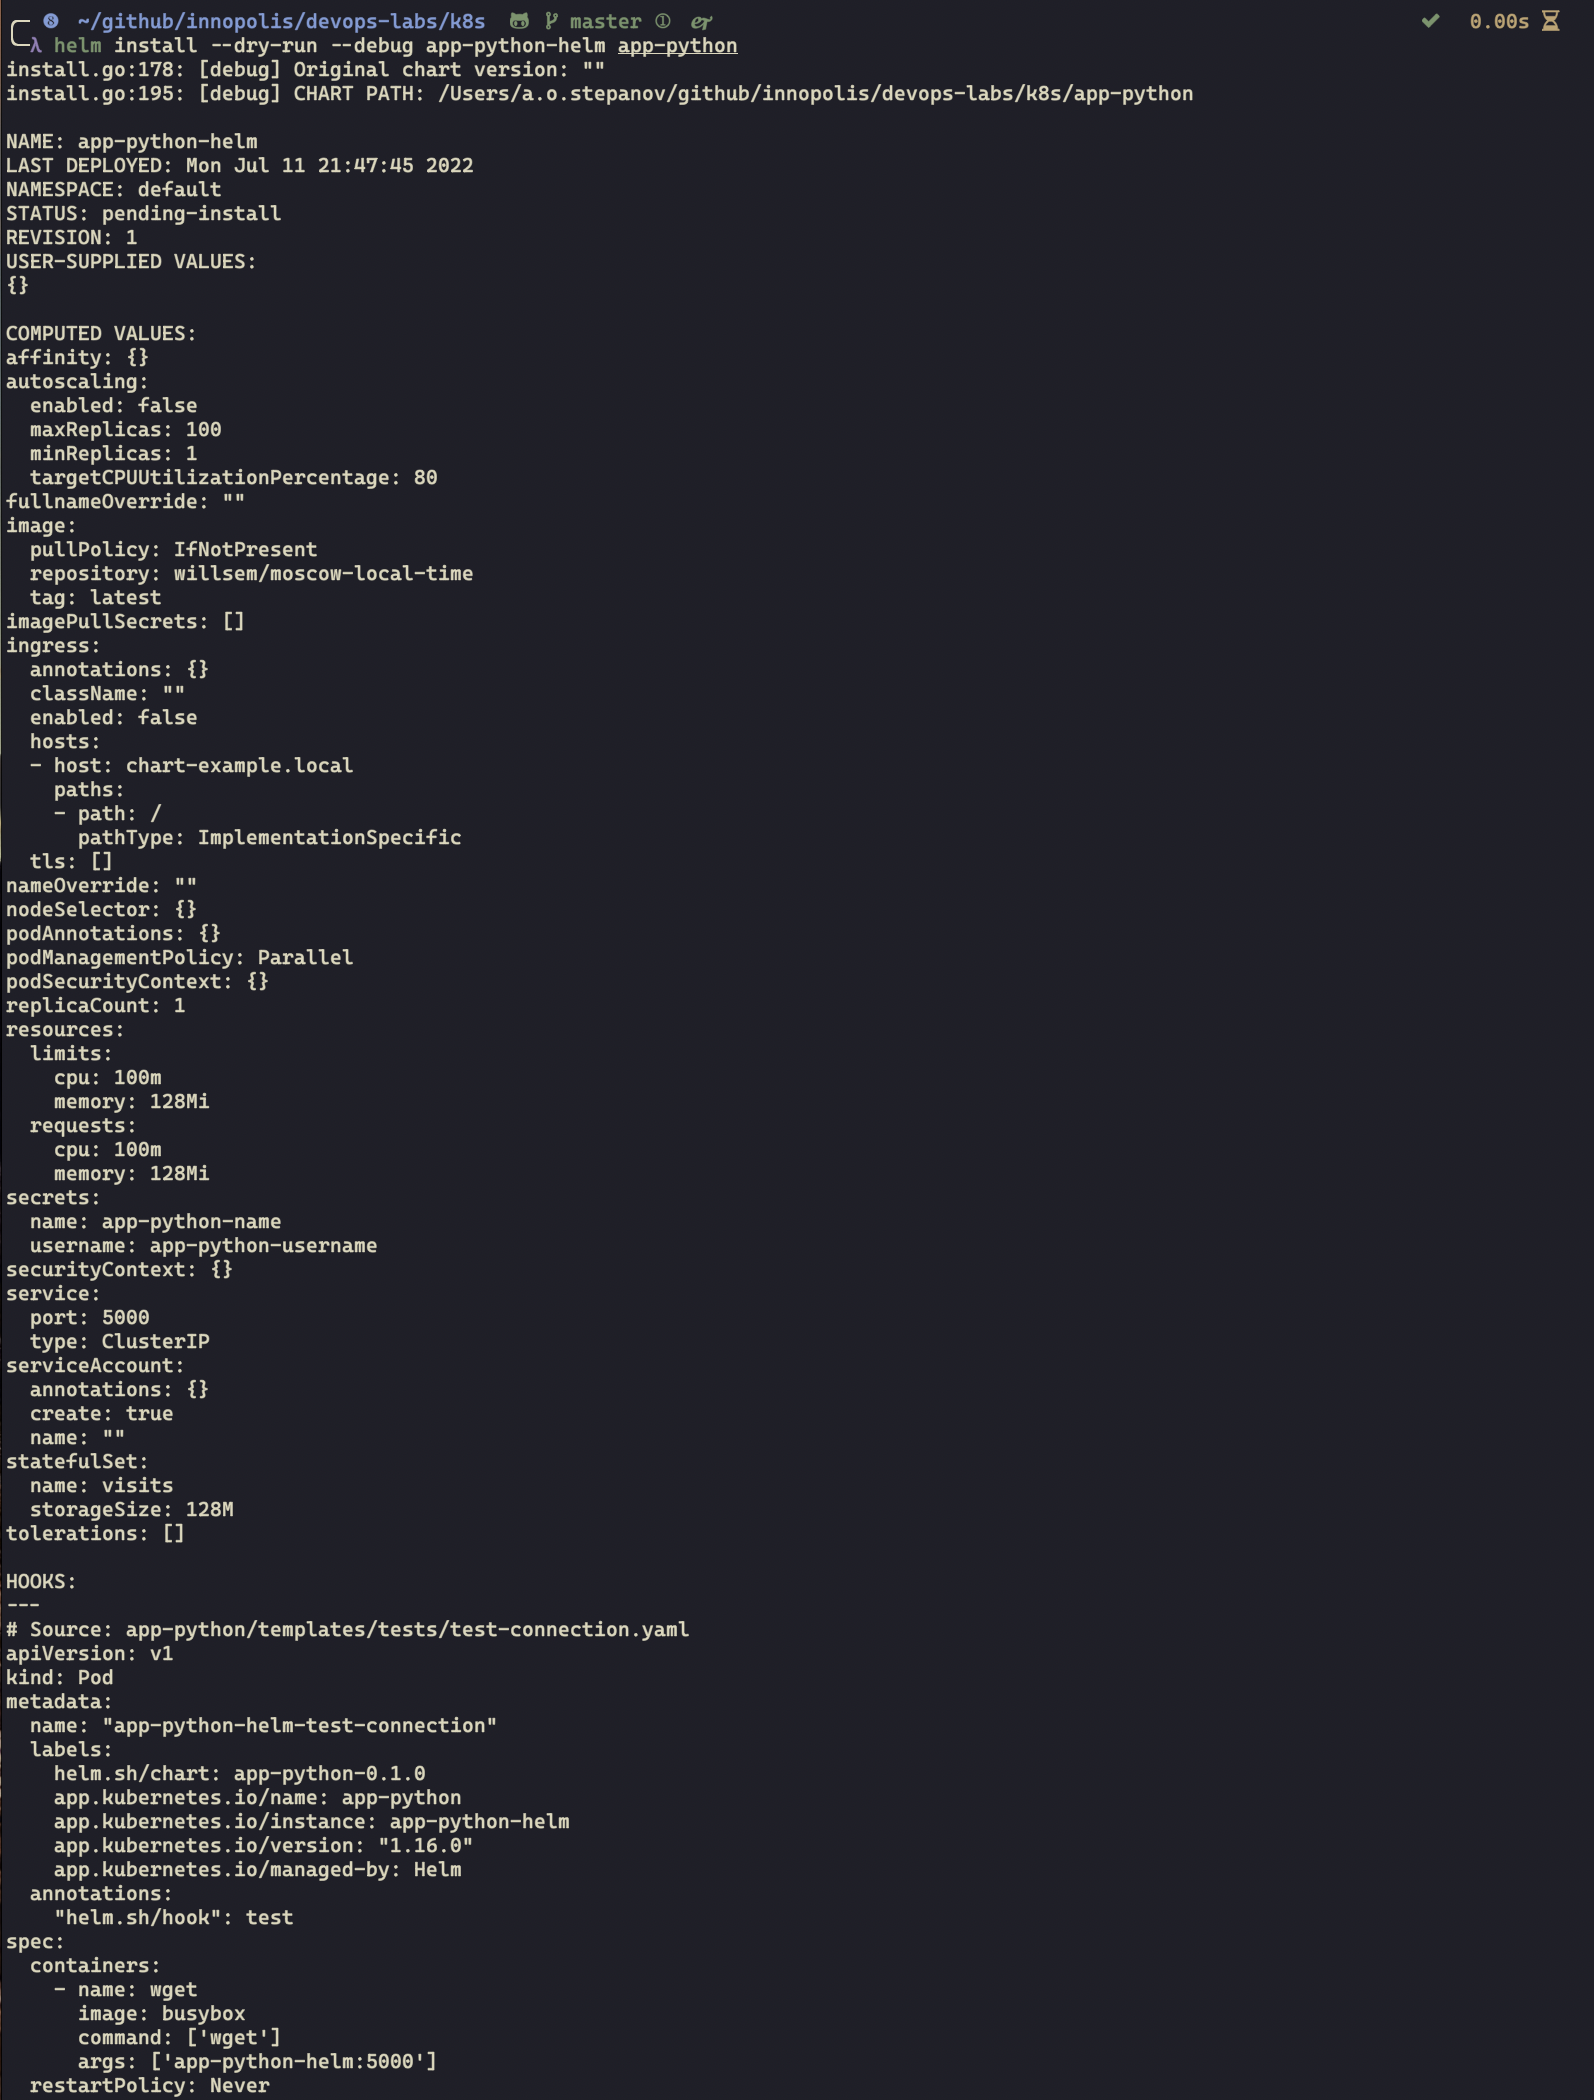 ~/github/innopolis/devops-labs/k8s master ① ✔ 0.00s
λ helm install --dry-run --debug app-python-helm app-python
install.go:178: [debug] Original chart version: ""
install.go:195: [debug] CHART PATH: /Users/a.o.stepanov/github/innopolis/devops-labs/k8s/app-python

NAME: app-python-helm
LAST DEPLOYED: Mon Jul 11 21:47:45 2022
NAMESPACE: default
STATUS: pending-install
REVISION: 1
USER-SUPPLIED VALUES:
{}

COMPUTED VALUES:
affinity: {}
autoscaling:
  enabled: false
  maxReplicas: 100
  minReplicas: 1
  targetCPUUtilizationPercentage: 80
fullnameOverride: ""
image:
  pullPolicy: IfNotPresent
  repository: willsem/moscow-local-time
  tag: latest
imagePullSecrets: []
ingress:
  annotations: {}
  className: ""
  enabled: false
  hosts:
  - host: chart-example.local
    paths:
    - path: /
      pathType: ImplementationSpecific
  tls: []
nameOverride: ""
nodeSelector: {}
podAnnotations: {}
podManagementPolicy: Parallel
podSecurityContext: {}
replicaCount: 1
resources:
  limits:
    cpu: 100m
    memory: 128Mi
  requests:
    cpu: 100m
    memory: 128Mi
secrets:
  name: app-python-name
  username: app-python-username
securityContext: {}
service:
  port: 5000
  type: ClusterIP
serviceAccount:
  annotations: {}
  create: true
  name: ""
statefulSet:
  name: visits
  storageSize: 128M
tolerations: []

HOOKS:
---
# Source: app-python/templates/tests/test-connection.yaml
apiVersion: v1
kind: Pod
metadata:
  name: "app-python-helm-test-connection"
  labels:
    helm.sh/chart: app-python-0.1.0
    app.kubernetes.io/name: app-python
    app.kubernetes.io/instance: app-python-helm
    app.kubernetes.io/version: "1.16.0"
    app.kubernetes.io/managed-by: Helm
  annotations:
    "helm.sh/hook": test
spec:
  containers:
    - name: wget
      image: busybox
      command: ['wget']
      args: ['app-python-helm:5000']
  restartPolicy: Never